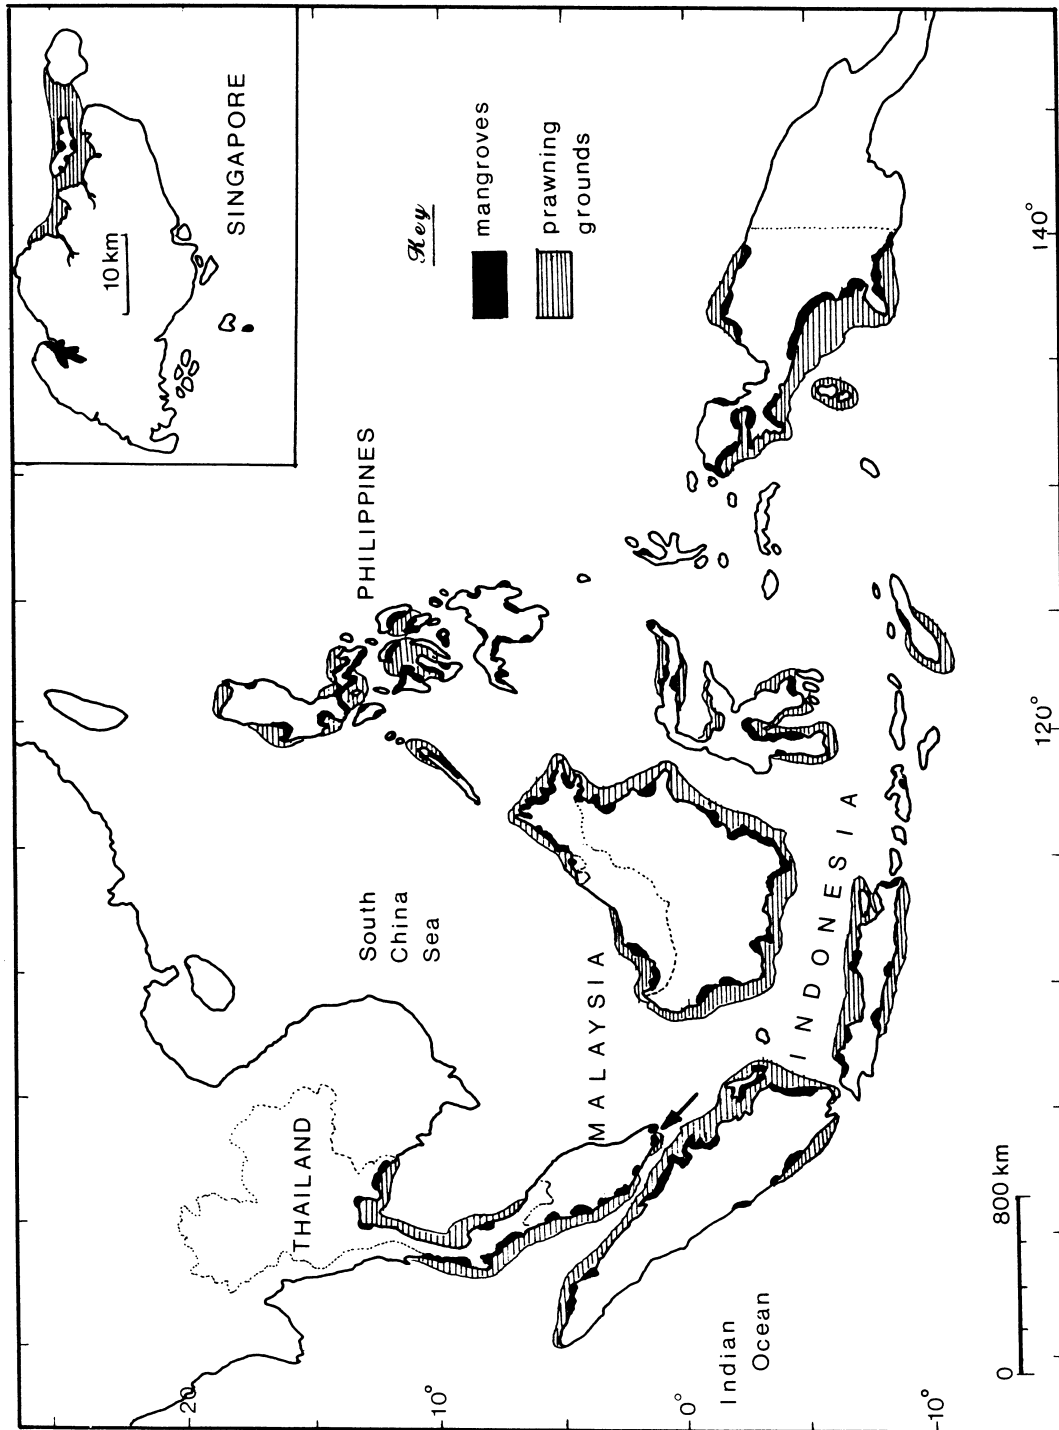 SINGAPORE
10 km
Key
mangroves
prawning
grounds
PHILIPPINES
South
China
Sea
THAILAND
MALAYSIA
INDONESIA
Indian
Ocean
800 km
0
20
10°
0°
-10°
120°
140°